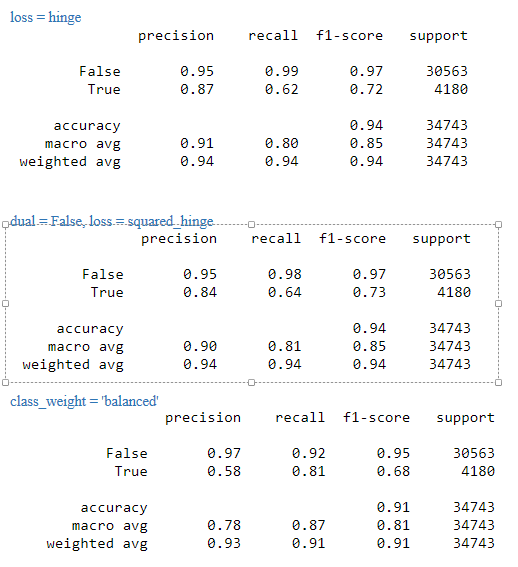 loss = hinge
precision recall f1-score support
False 0.95 0.99 0.97 30563
True 0.87 0.62 0.72 4180
accuracy 0.94 34743
macro avg 0.91 0.80 0.85 34743
weighted avg 0.94 0.94 0.94 34743
dual = False, loss = squared_hinge
precision recall f1-score support
False 0.95 0.98 0.97 30563
True 0.84 0.64 0.73 4180
accuracy 0.94 34743
macro avg 0.90 0.81 0.85 34743
weighted avg 0.94 0.94 0.94 34743
class_weight = 'balanced'
precision recall f1-score support
False 0.97 0.92 0.95 30563
True 0.58 0.81 0.68 4180
accuracy 0.91 34743
macro avg 0.78 0.87 0.81 34743
weighted avg 0.93 0.91 0.91 34743